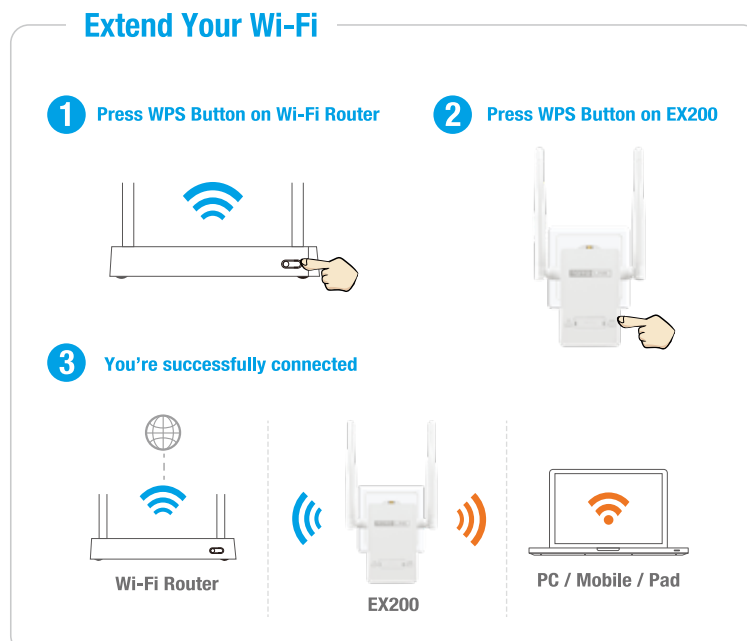 Extend Your Wi-Fi
1 Press WPS Button on Wi-Fi Router
2 Press WPS Button on EX200
3 You're successfully connected
Wi-Fi Router
EX200
PC / Mobile / Pad